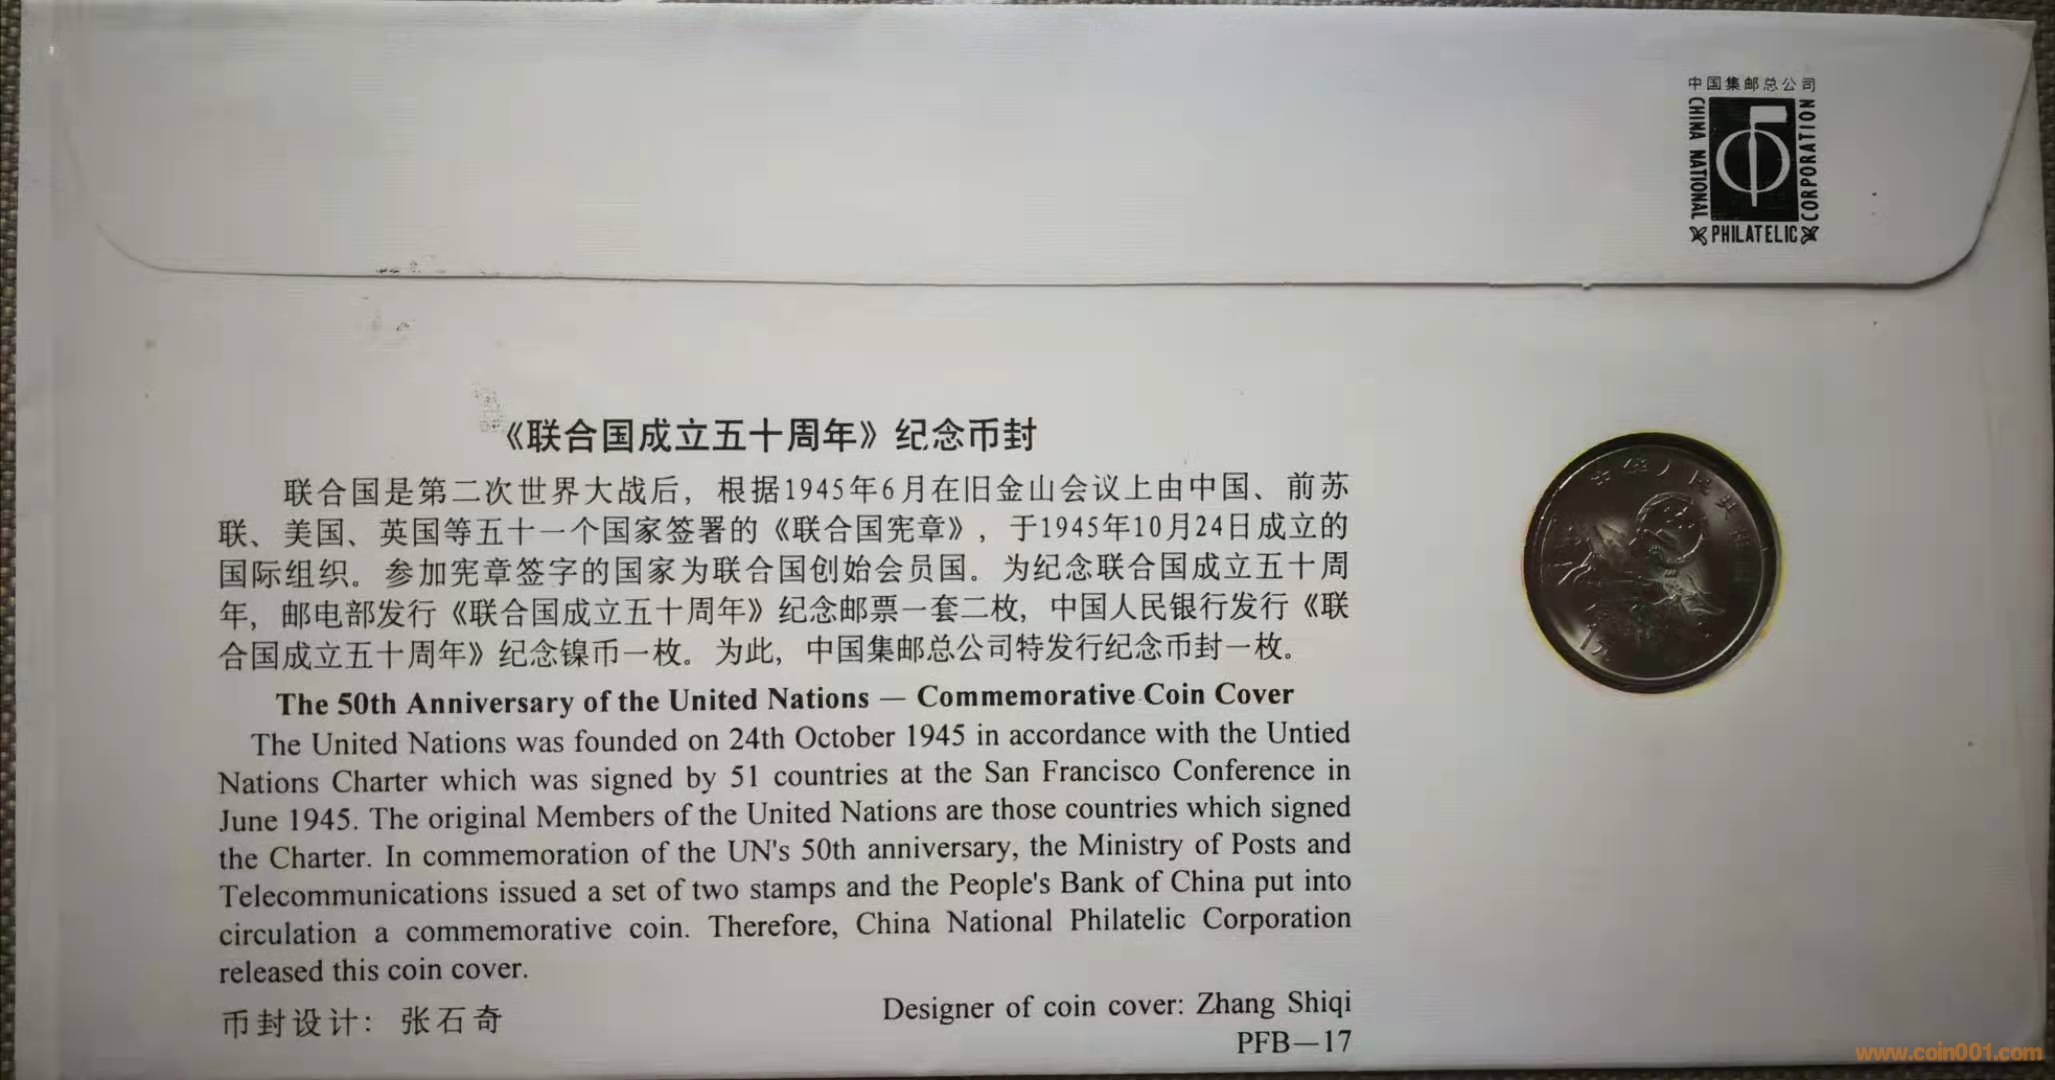 中国集邮总公司
CHINA NATIONAL
PHILATELIC
CORPORATION
《联合国成立五十周年》纪念币封
联合国是第二次世界大战后，根据1945年6月在旧金山会议上由中国、前苏
联、美国、英国等五十一个国家签署的《联合国宪章》，于1945年10月24日成立的
国际组织。参加宪章签字的国家为联合国创始会员国。为纪念联合国成立五十周
年，邮电部发行《联合国成立五十周年》纪念邮票一套二枚，中国人民银行发行《联
合国成立五十周年》纪念镍币一枚。为此，中国集邮总公司特发行纪念币封一枚。
The 50th Anniversary of the United Nations — Commemorative Coin Cover
The United Nations was founded on 24th October 1945 in accordance with the Untied
Nations Charter which was signed by 51 countries at the San Francisco Conference in
June 1945. The original Members of the United Nations are those countries which signed
the Charter. In commemoration of the UN's 50th anniversary, the Ministry of Posts and
Telecommunications issued a set of two stamps and the People's Bank of China put into
circulation a commemorative coin. Therefore, China National Philatelic Corporation
released this coin cover.
币封设计：张石奇
Designer of coin cover: Zhang Shiqi
PFB—17
中华人民共和
1元
www.coin001.com